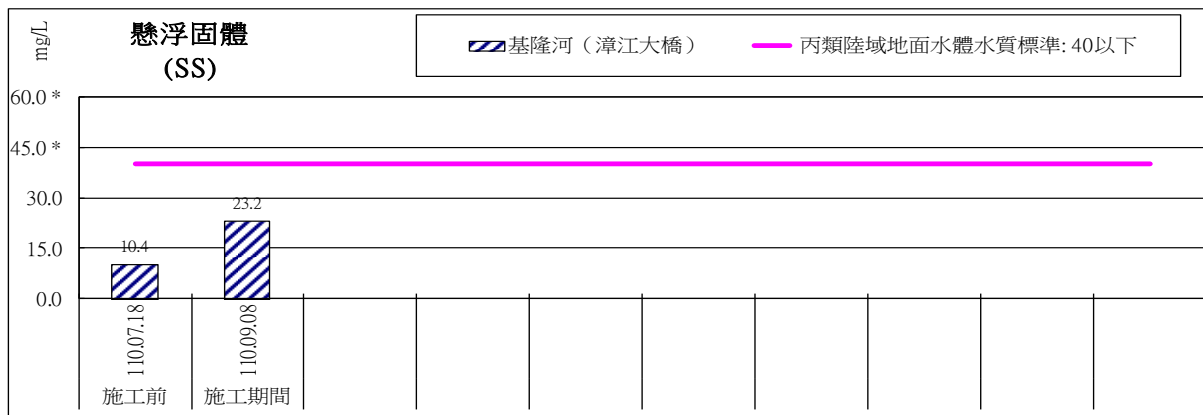 mg/L
懸浮固體
(SS)
基隆河（漳江大橋）
丙類陸域地面水體水質標準: 40以下
60.0 *
45.0 *
30.0
15.0
0.0
10.4
23.2
110.07.18
110.09.08
施工前
施工期間